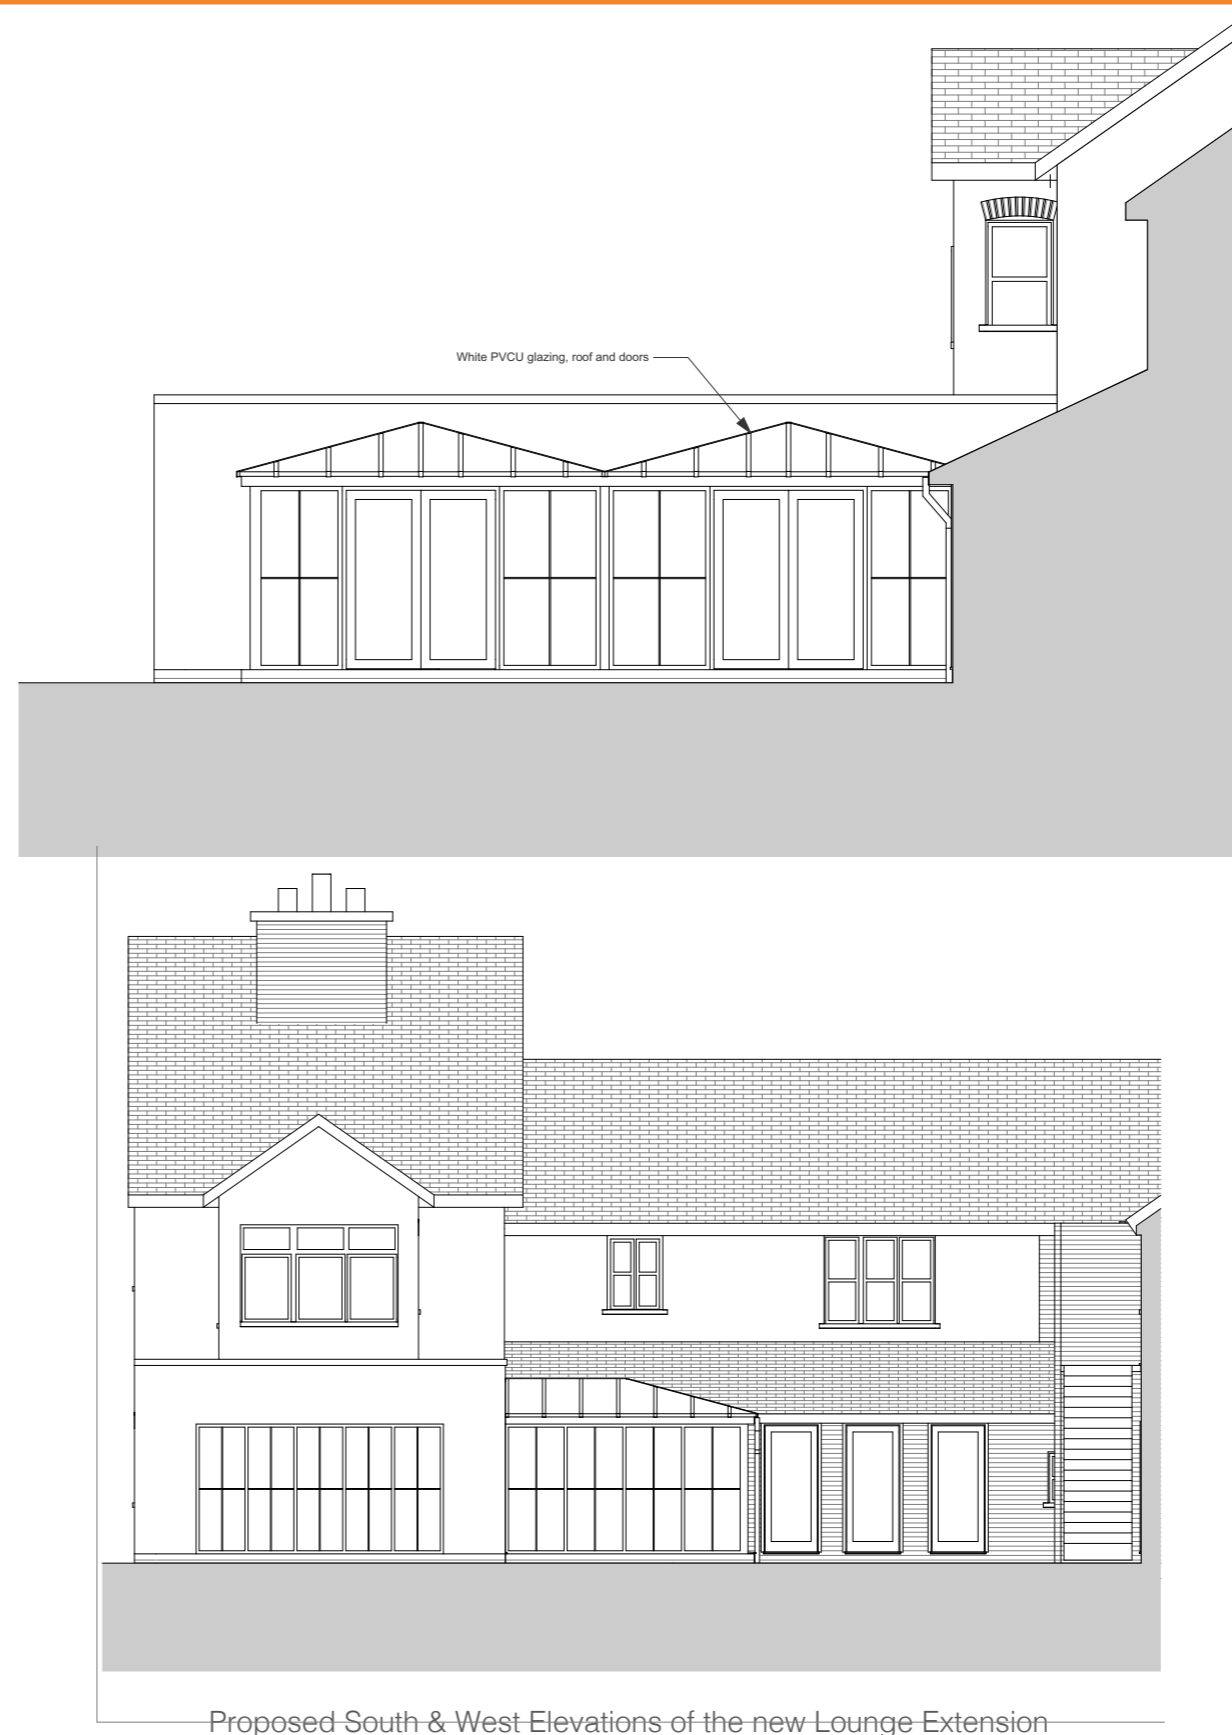 White PVCU glazing, roof and doors
Proposed South & West Elevations of the new Lounge Extension